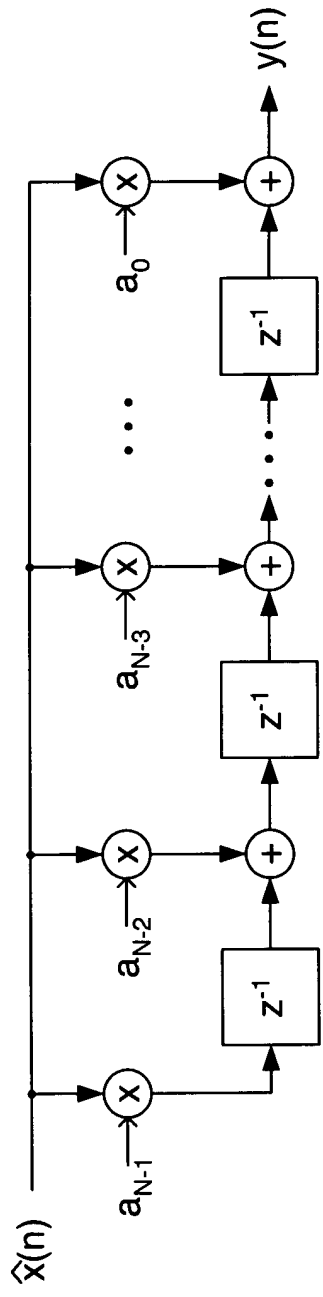 x̂(n)
x x x x
a_{N-1} a_{N-2} a_{N-3} ... a_0
z^{-1} + z^{-1} + ... z^{-1} + y(n)